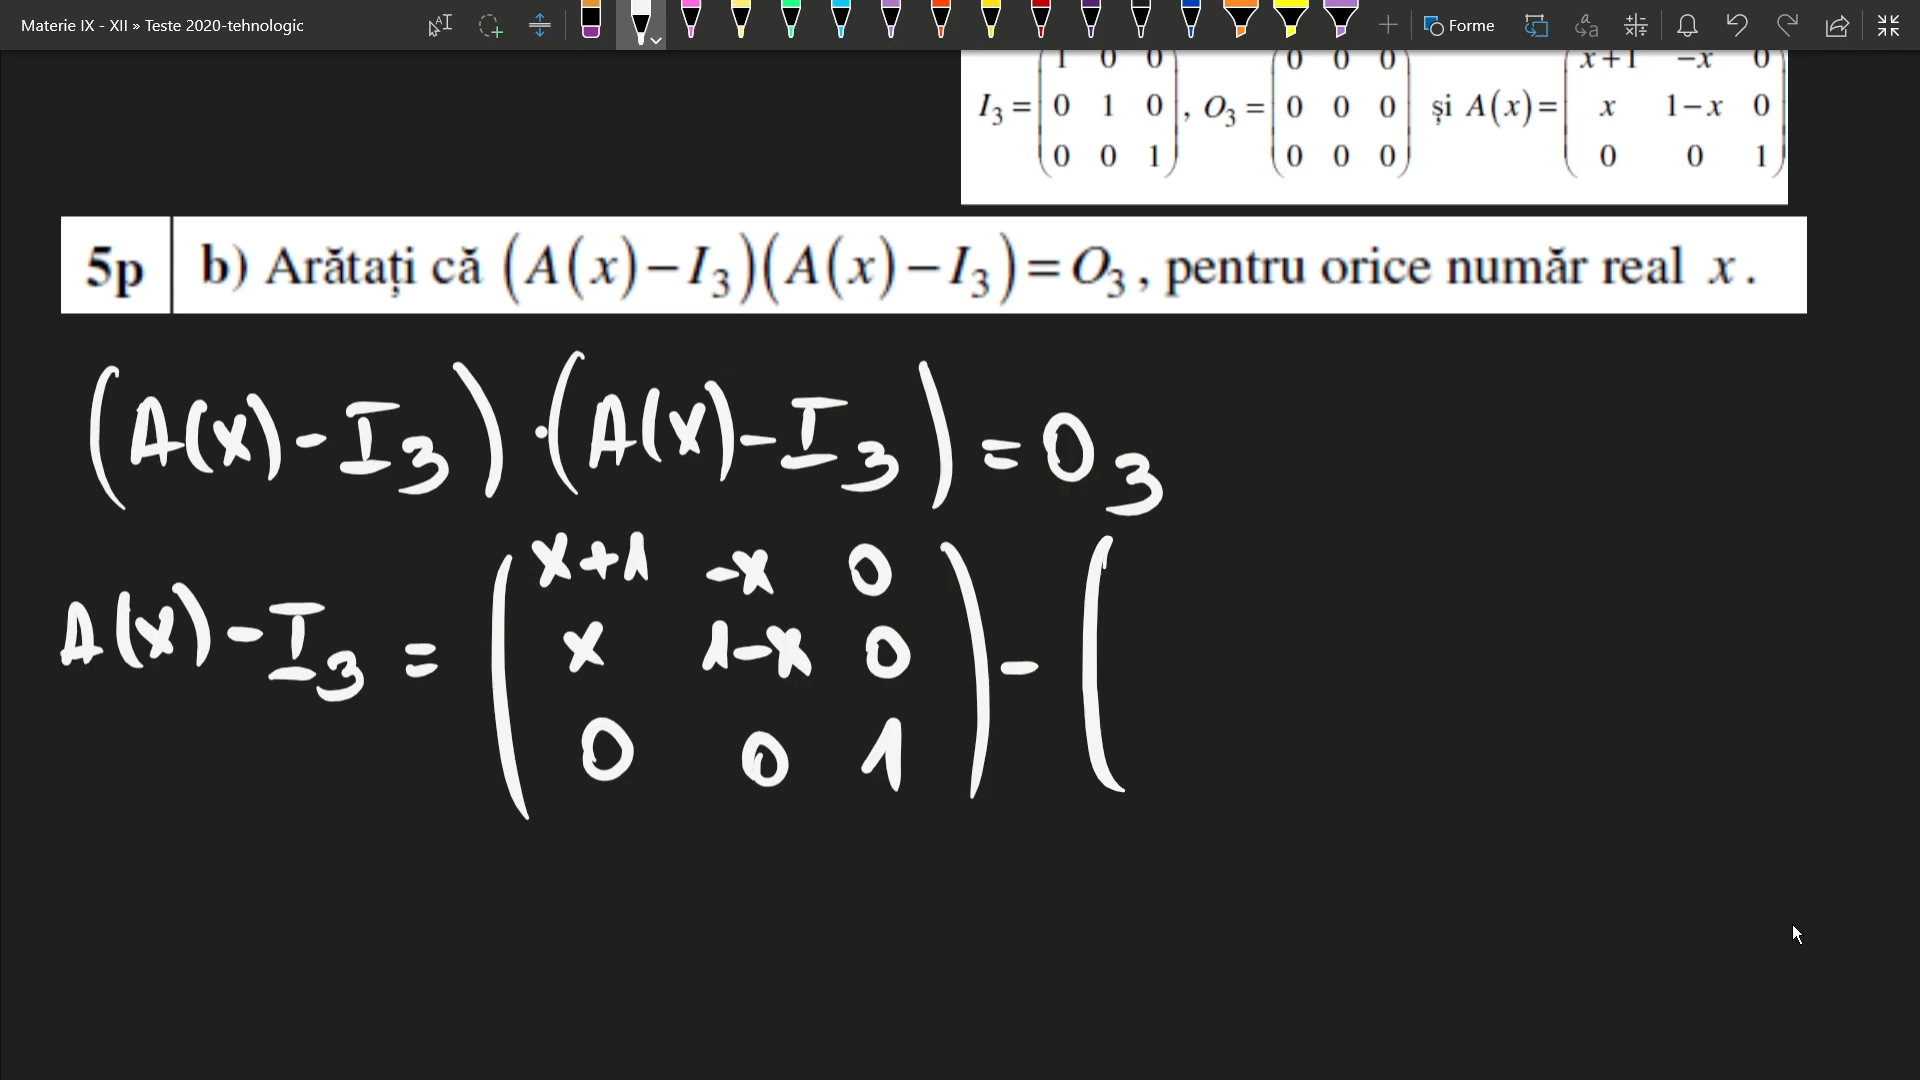 Materie IX - XII » Teste 2020-tehnologic
Forme
I₃ = (1 0 0 , O₃ = (0 0 0 și A(x) = (x+1 -x 0
0 1 0 0 0 0 x 1-x 0
0 0 1) 0 0 0) 0 0 1)
5p b) Arătați că (A(x)-I₃)(A(x)-I₃)=O₃, pentru orice număr real x.
(A(x)-I₃)·(A(x)-I₃)=O₃
A(x)-I₃ = (x+1 -x 0
x 1-x 0
0 0 1) - (